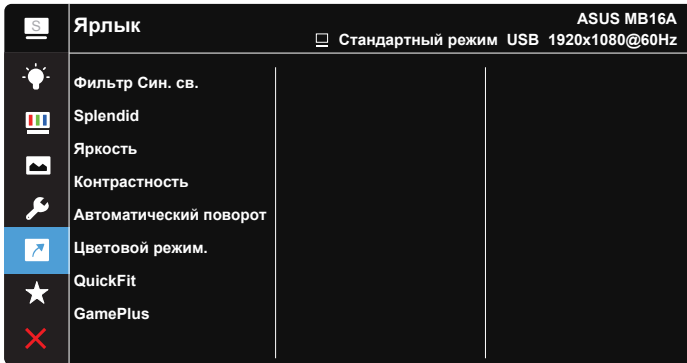 S
Ярлык
ASUS MB16A
Стандартный режим USB 1920x1080@60Hz
Фильтр Син. св.
Splendid
Яркость
Контрастность
Автоматический поворот
Цветовой режим.
QuickFit
GamePlus